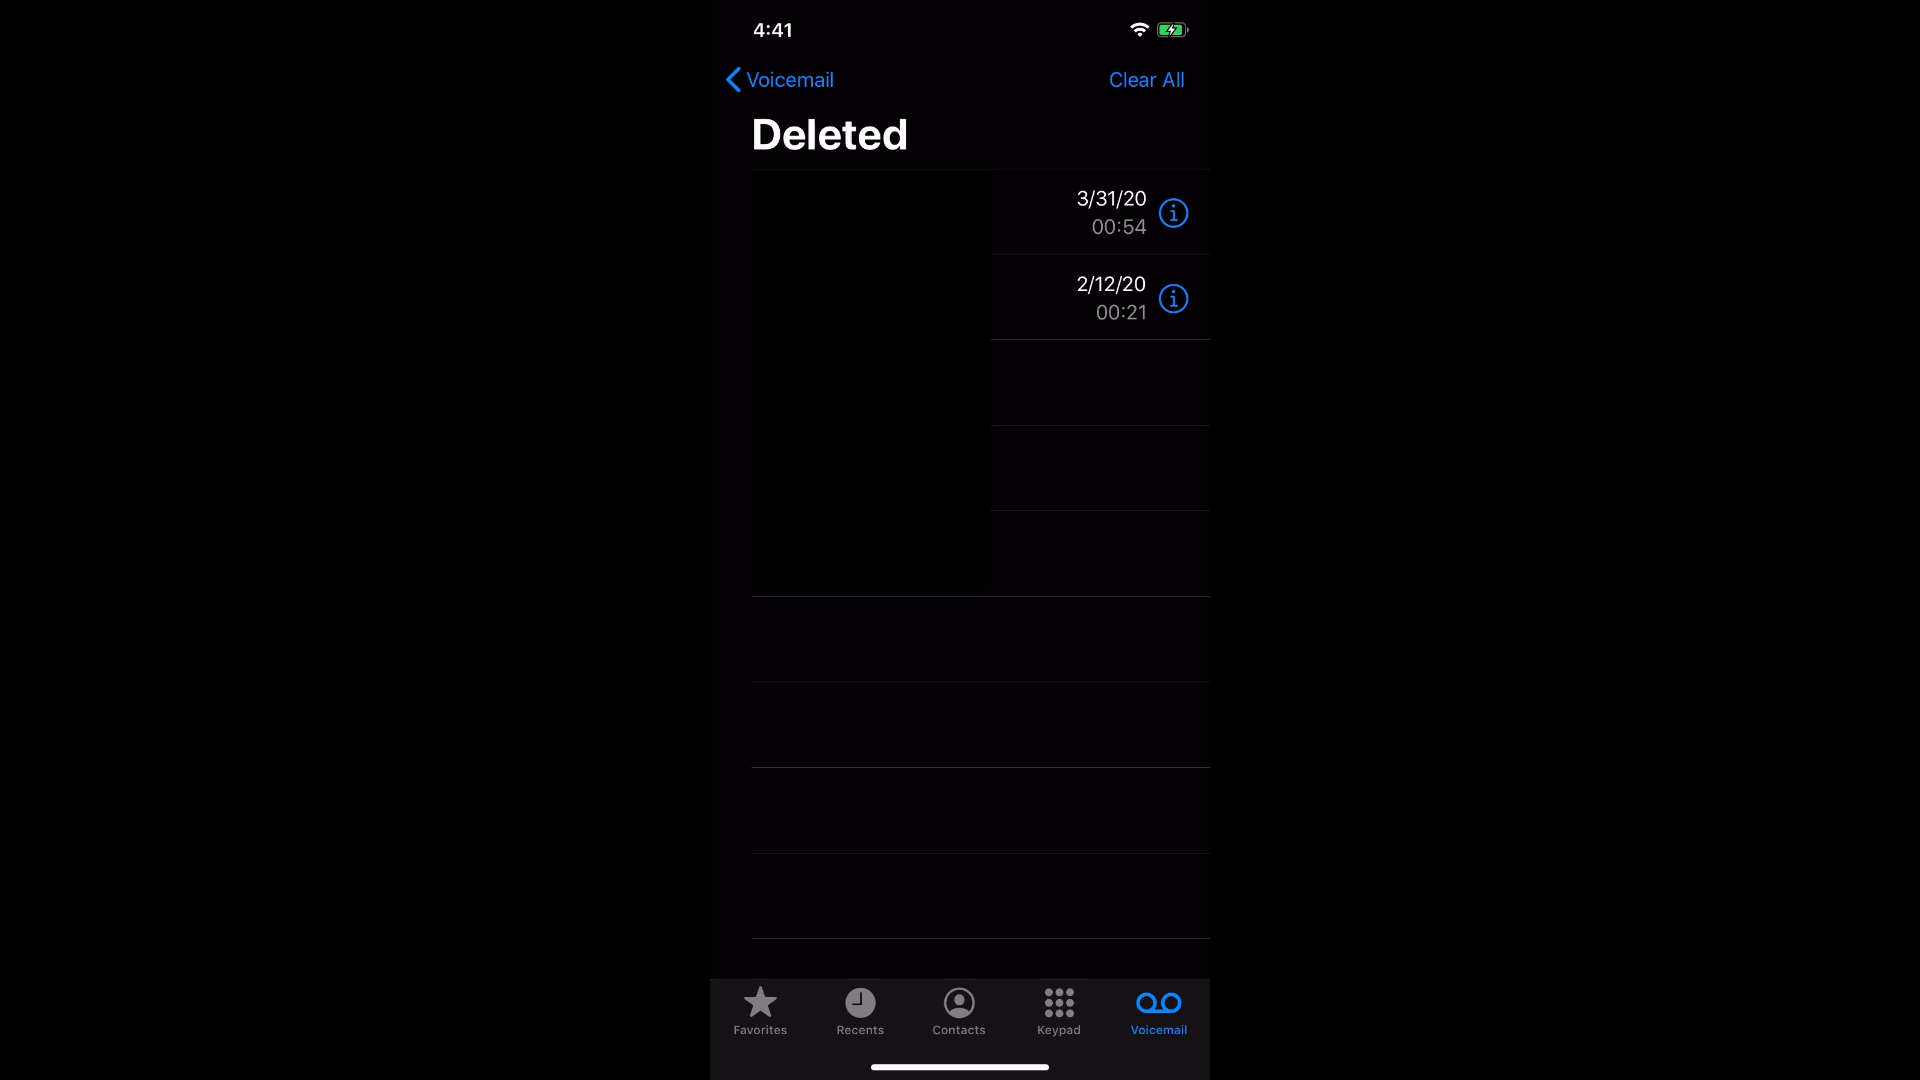 4:41
Voicemail
Clear All
Deleted
3/31/20
00:54
2/12/20
00:21
Favorites
Recents
Contacts
Keypad
Voicemail